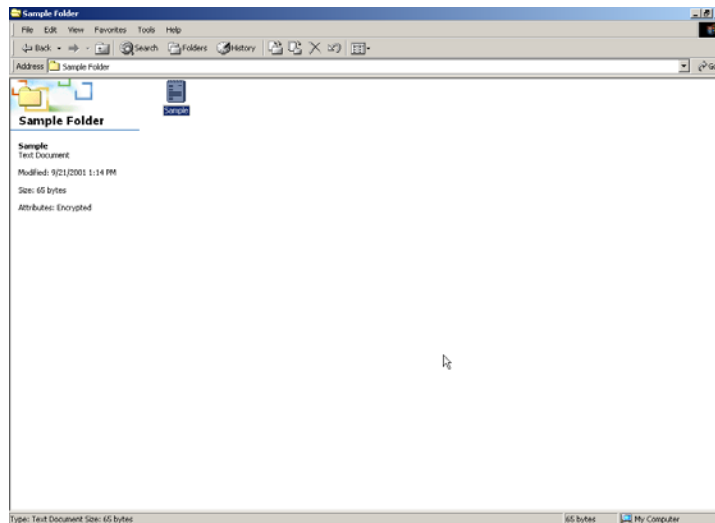 Sample Folder
File Edit View Favorites Tools Help
Back Search Folders History
Address Sample Folder
Sample
Sample Folder
Sample
Text Document
Modified: 9/21/2001 1:14 PM
Size: 65 bytes
Attributes: Encrypted
Type: Text Document Size: 65 bytes 65 bytes My Computer